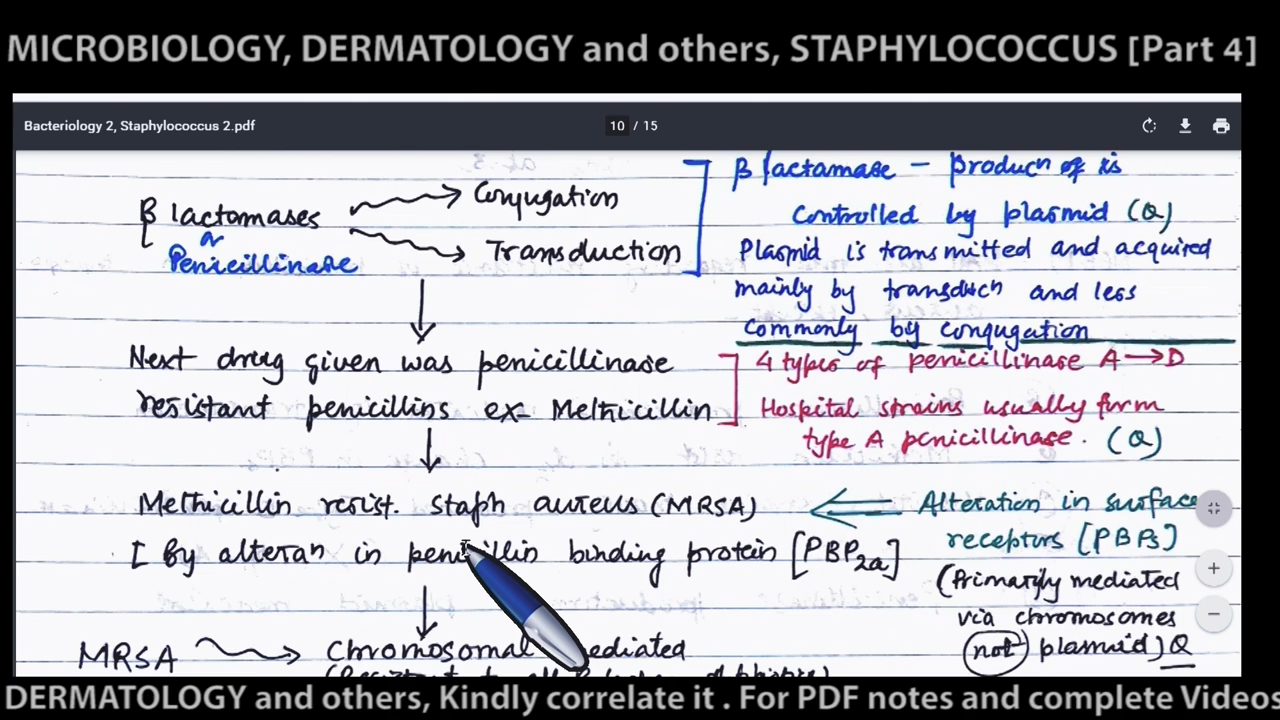 MICROBIOLOGY, DERMATOLOGY and others, STAPHYLOCOCCUS [Part 4]
Bacteriology 2, Staphylococcus 2.pdf
10 / 15
β lactamases
or
Penicillinase
Conjugation
Transduction
β lactamase – producn of is
controlled by plasmid (Q)
Plasmid is transmitted and acquired
mainly by transducn and less
commonly by conjugation
Next drug given was penicillinase
resistant penicillins ex- Methicillin
4 types of penicillinase A→D
Hospital strains usually form
type A penicillinase. (Q)
Methicillin resist. staph aureus (MRSA)
[ By alteran in penicillin binding protein [PBP2a]
Alteration in surface
receptors [PBPs]
(Primarily mediated
via chromosomes
not plasmid) Q
MRSA
Chromosomal mediated
DERMATOLOGY and others, Kindly correlate it . For PDF notes and complete Videos